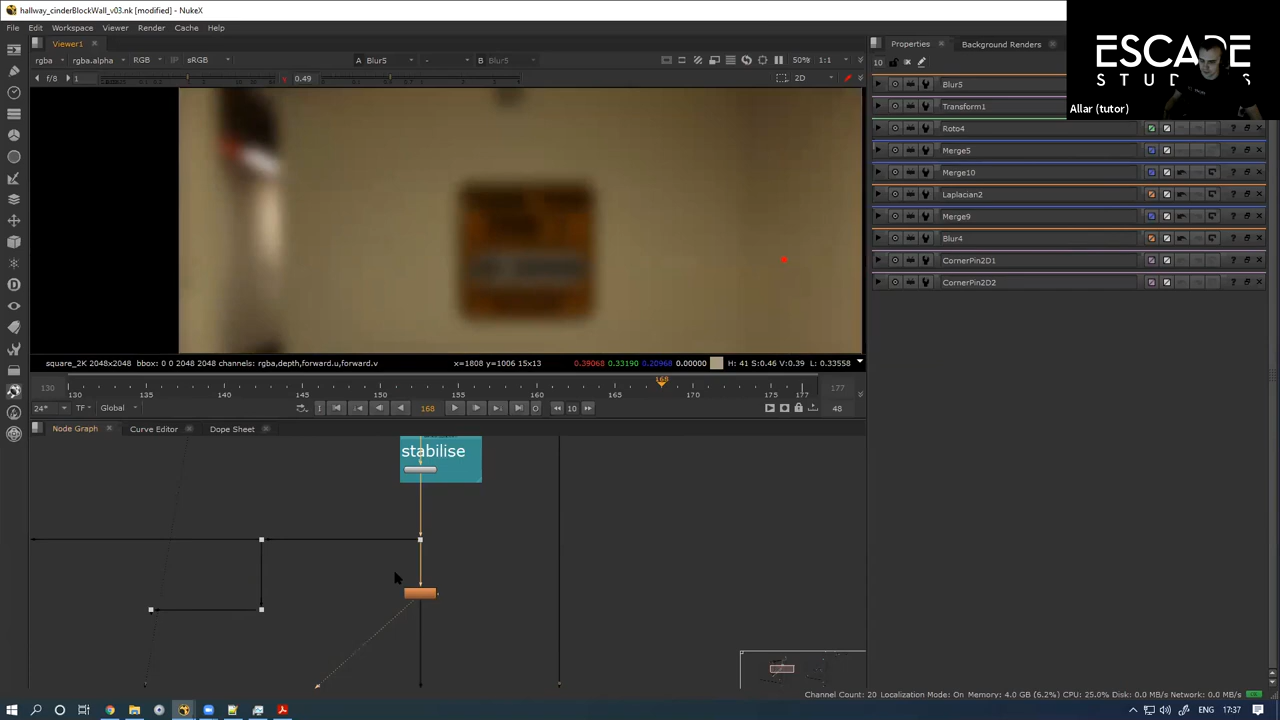 hallway_cinderBlockWall_v03.nk [modified] - NukeX
File Edit Workspace Viewer Render Cache Help
Viewer1
rgba rgba.alpha RGB sRGB A Blur5 - B Blur5 50% 1:1
f/8 1 0.49 2D
square_2K 2048x2048 bbox: 0 0 2048 2048 channels: rgba,depth,forward.u,forward.v x=1808 y=1006 15x13 0.39068 0.33190 0.20968 0.00000 H: 41 S:0.46 V:0.39 L: 0.33558
130 168 177
130 135 140 145 150 155 160 165 170 175 177
24* TF Global 168 10 48
Node Graph Curve Editor Dope Sheet
stabilise
Properties Background Renders
10
Blur5
Transform1
Roto4
Merge5
Merge10
Laplacian2
Merge9
Blur4
CornerPin2D1
CornerPin2D2
ESCAPE
STUDIOS
Allar (tutor)
Channel Count: 20 Localization Mode: On Memory: 4.0 GB (6.2%) CPU: 25.0% Disk: 0.0 MB/s Network: 0.0 MB/s
ENG 17:37